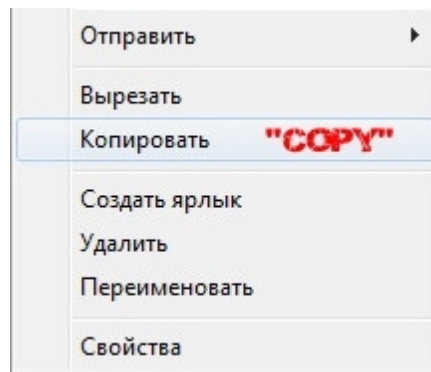 Отправить
Вырезать
Копировать "COPY"
Создать ярлык
Удалить
Переименовать
Свойства